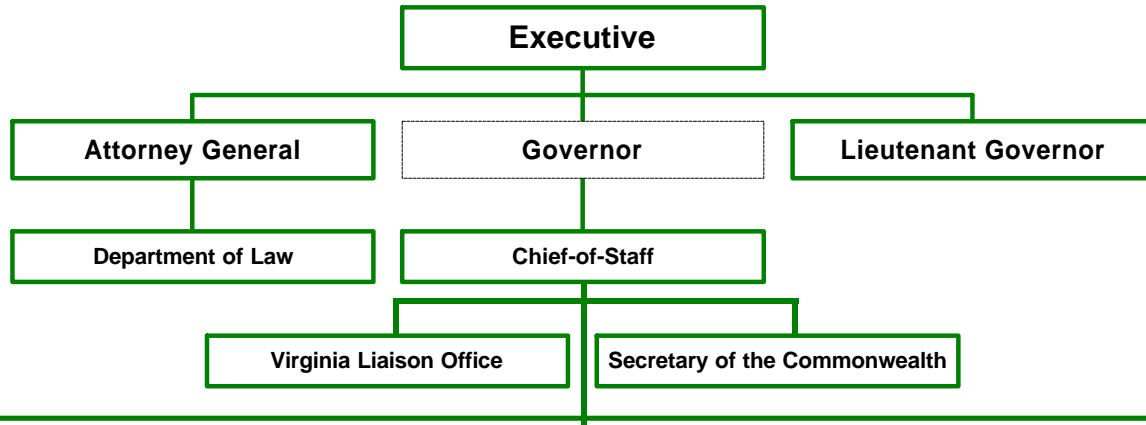 Executive
Attorney General
Governor
Lieutenant Governor
Department of Law
Chief-of-Staff
Virginia Liaison Office
Secretary of the Commonwealth